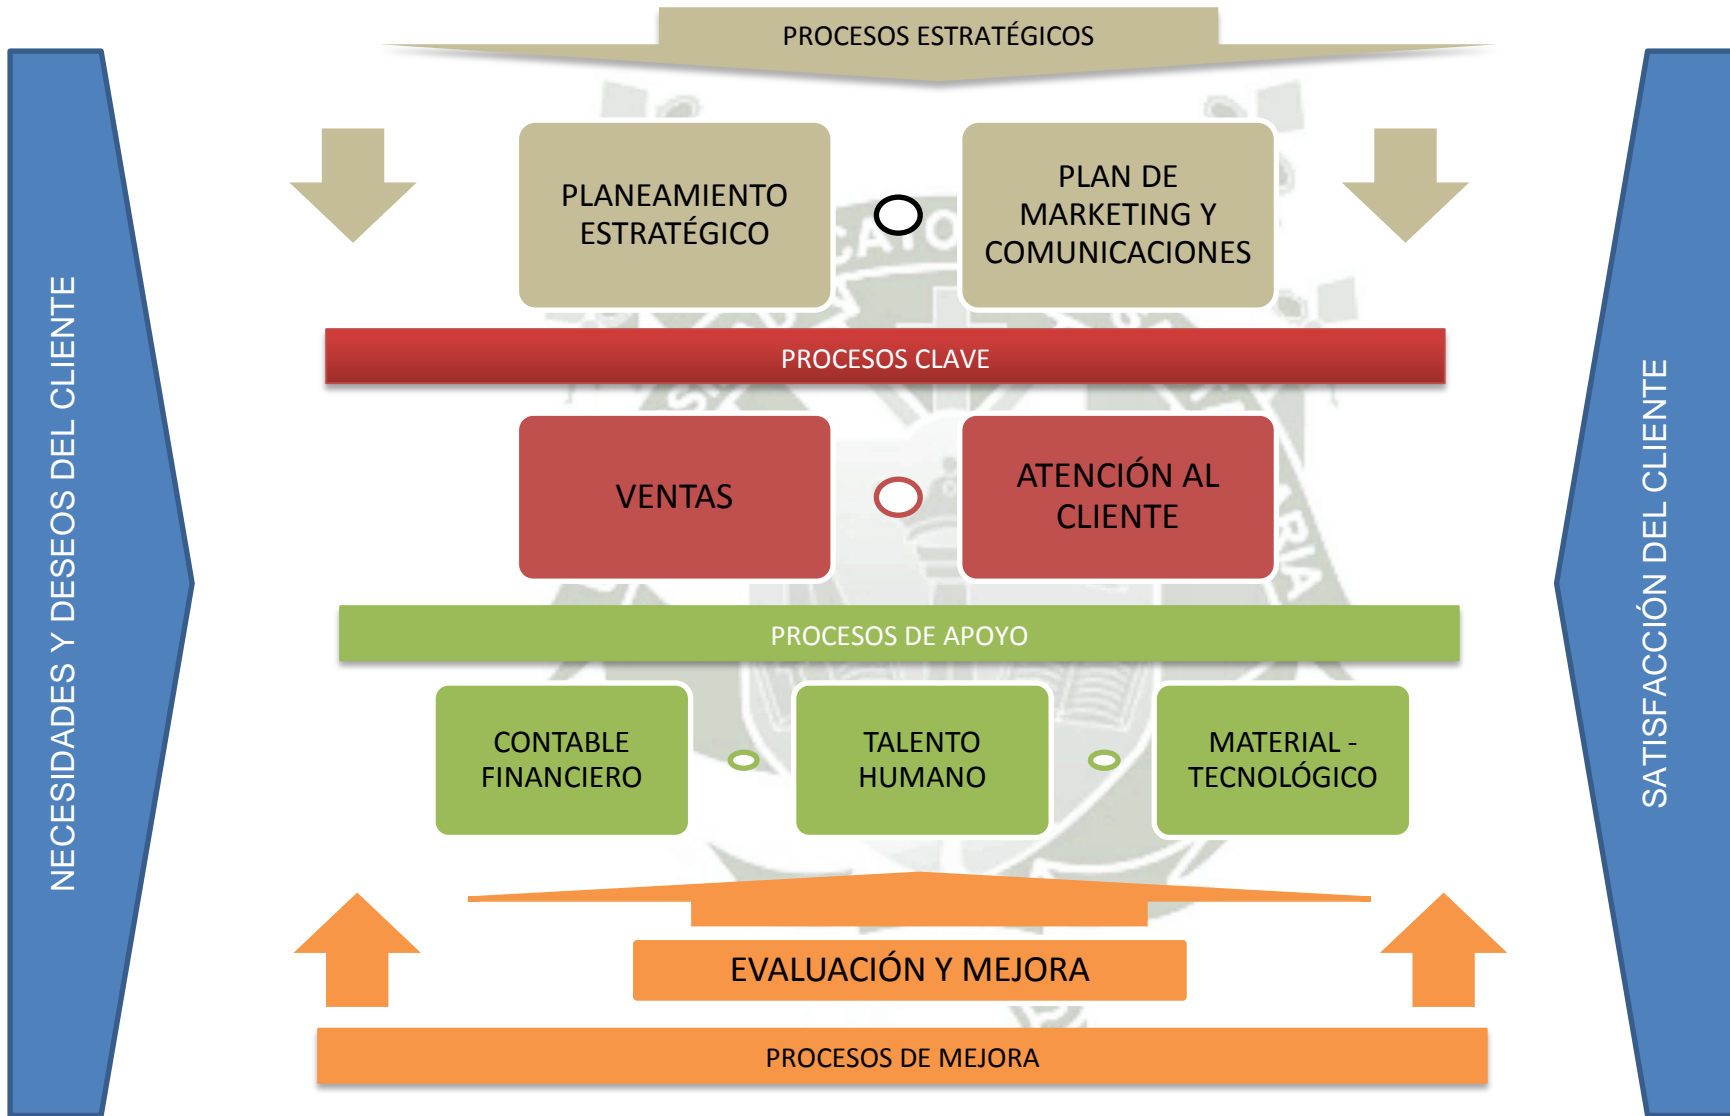 PROCESOS ESTRATÉGICOS
PLANEAMIENTO
ESTRATÉGICO
PLAN DE
MARKETING Y
COMUNICACIONES
NECESIDADES Y DESEOS DEL CLIENTE
PROCESOS CLAVE
VENTAS
ATENCIÓN AL
CLIENTE
SATISFACCIÓN DEL CLIENTE
PROCESOS DE APOYO
CONTABLE
FINANCIERO
TALENTO
HUMANO
MATERIAL -
TECNOLÓGICO
EVALUACIÓN Y MEJORA
PROCESOS DE MEJORA